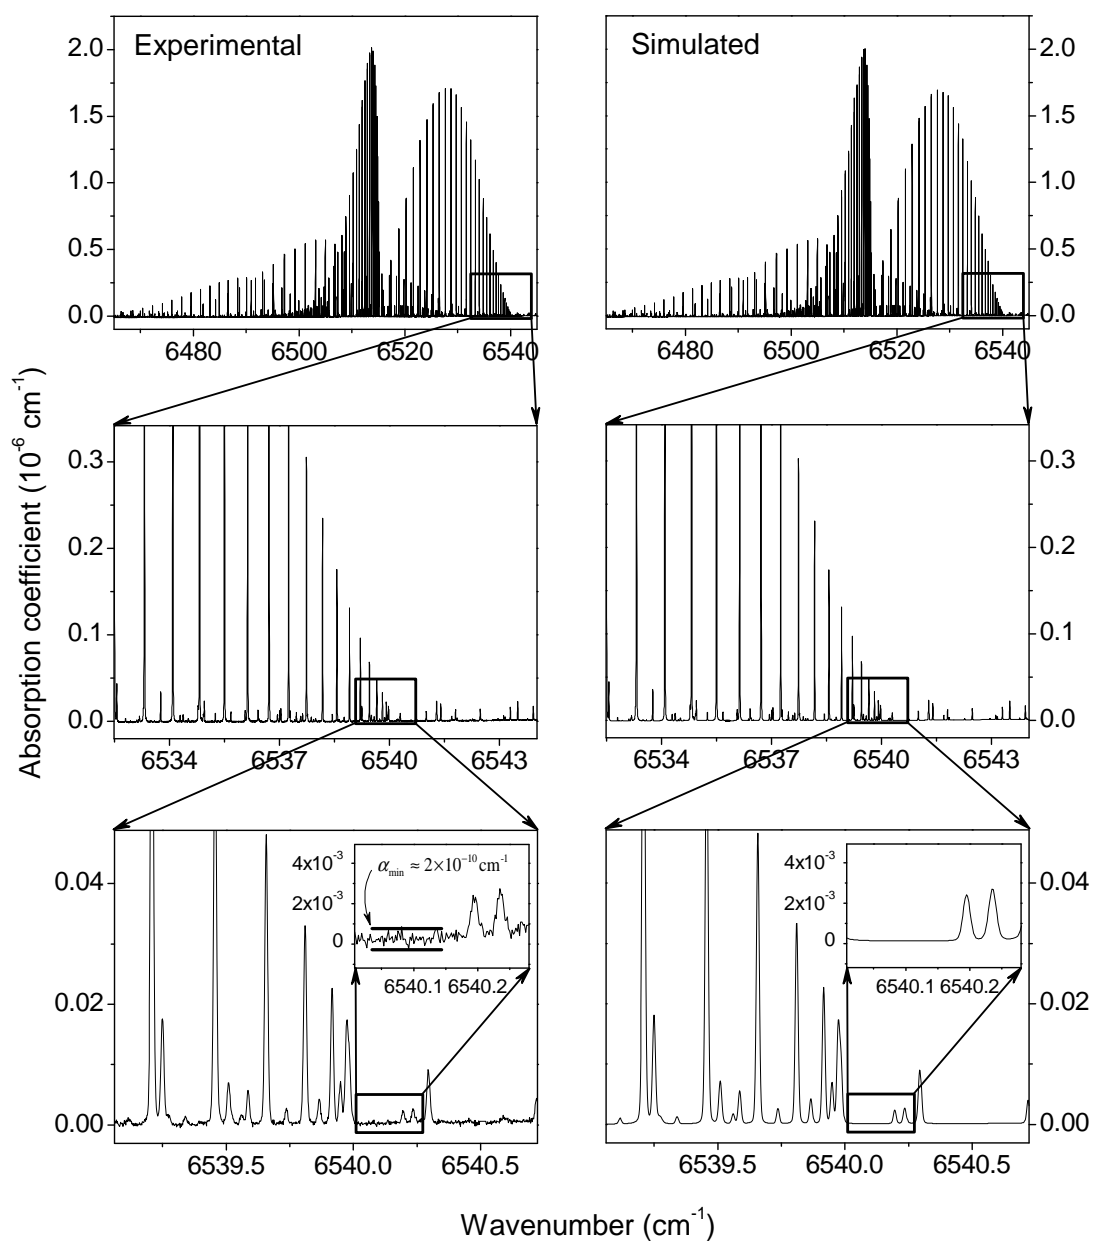 Experimental
Simulated
2.0
1.5
1.0
0.5
0.0
2.0
1.5
1.0
0.5
0.0
6480 6500 6520 6540
6480 6500 6520 6540
0.3
0.2
0.1
0.0
0.3
0.2
0.1
0.0
6534 6537 6540 6543
6534 6537 6540 6543
Absorption coefficient (10⁻⁶ cm⁻¹)
0.04
0.02
0.00
4x10⁻³
2x10⁻³
0
α_min ≈ 2×10⁻¹⁰ cm⁻¹
6540.1 6540.2
4x10⁻³
2x10⁻³
0
6540.1 6540.2
0.04
0.02
0.00
6539.5 6540.0 6540.5
6539.5 6540.0 6540.5
Wavenumber (cm⁻¹)